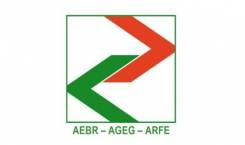 AEBR – AGEG – ARFE